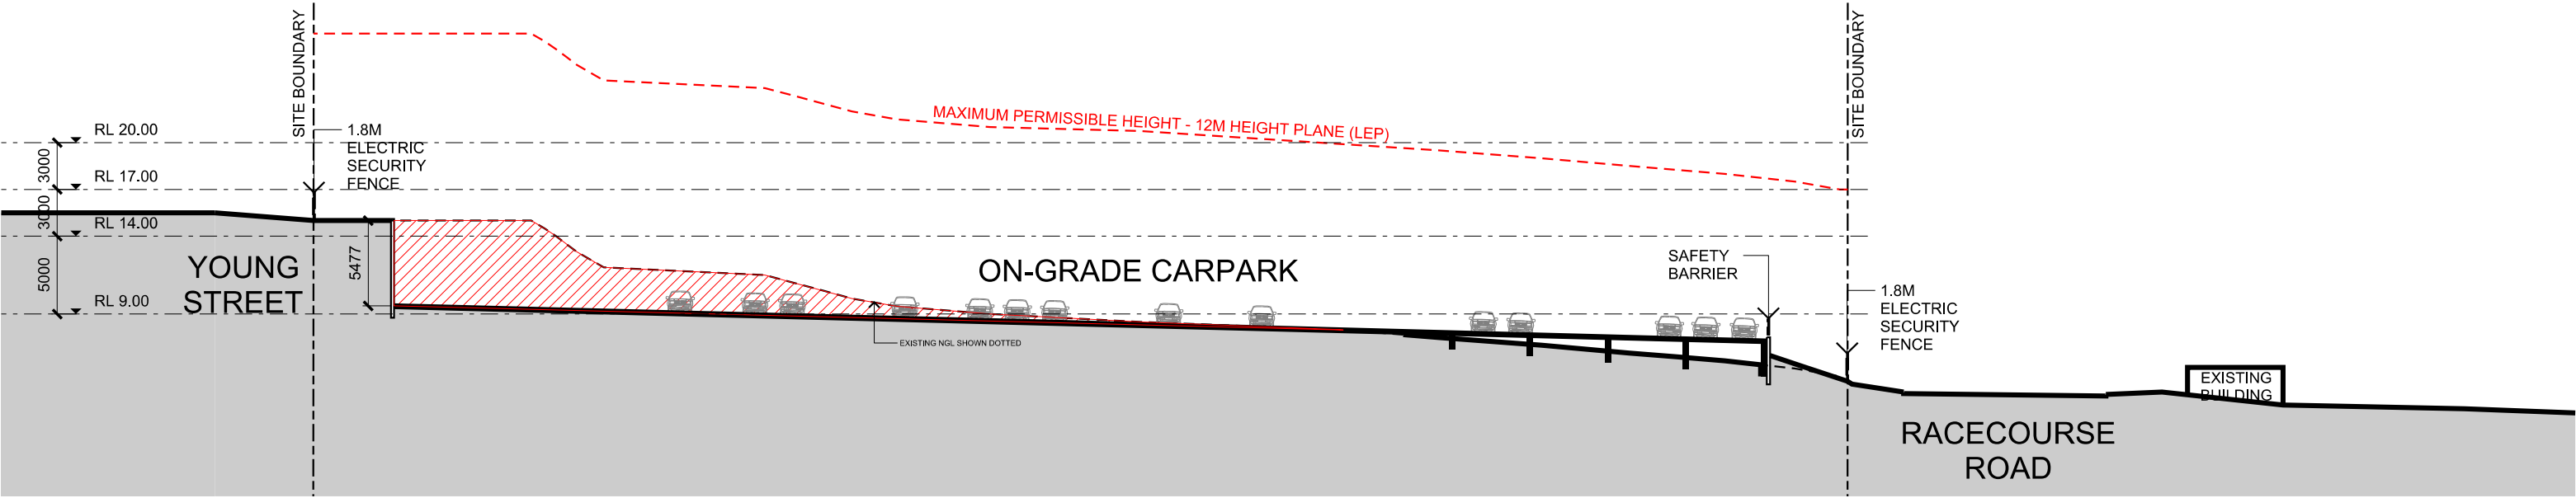 SITE BOUNDARY
SITE BOUNDARY
MAXIMUM PERMISSIBLE HEIGHT - 12M HEIGHT PLANE (LEP)
RL 20.00
1.8M
ELECTRIC
SECURITY
FENCE
3000
RL 17.00
3000
RL 14.00
5000
RL 9.00
YOUNG
STREET
5477
ON-GRADE CARPARK
SAFETY
BARRIER
1.8M
ELECTRIC
SECURITY
FENCE
EXISTING NGL SHOWN DOTTED
EXISTING
BUILDING
RACECOURSE
ROAD